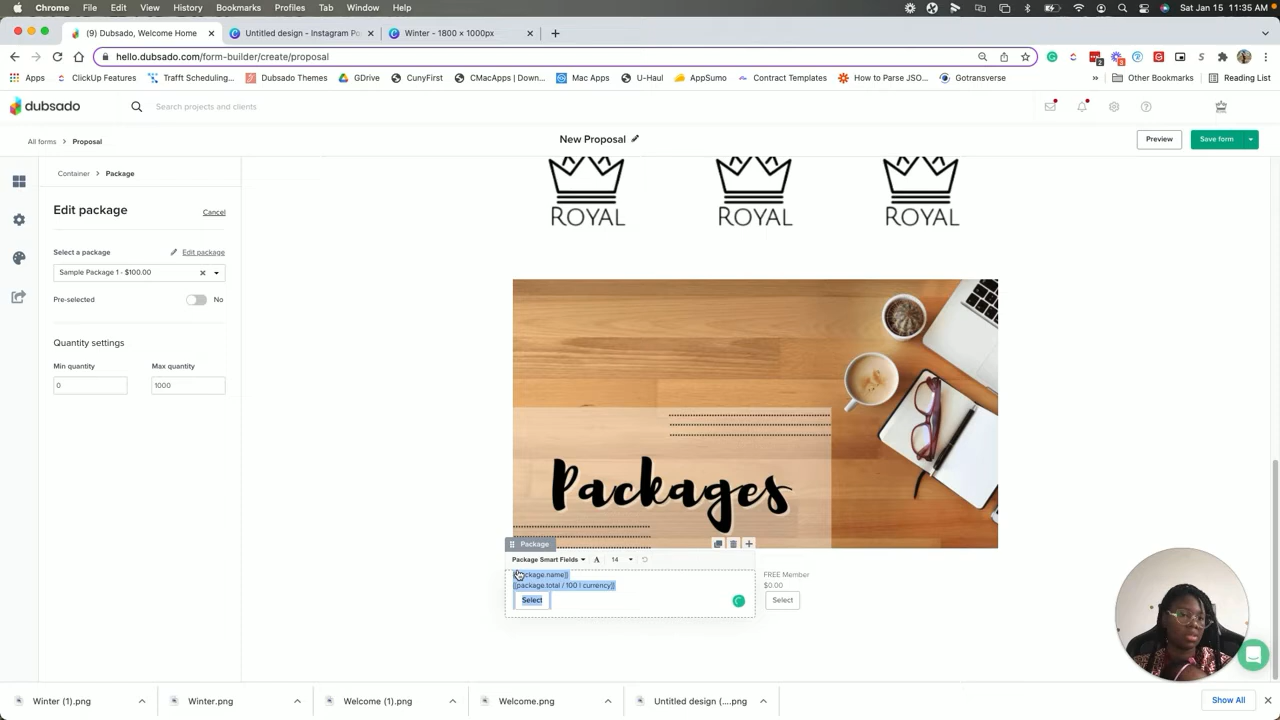 Chrome File Edit View History Bookmarks Profiles Tab Window Help
Sat Jan 15 11:35 AM
(9) Dubsado, Welcome Home
Untitled design - Instagram Po
Winter - 1800 × 1000px
hello.dubsado.com/form-builder/create/proposal
Apps ClickUp Features Trafft Scheduling... Dubsado Themes GDrive CunyFirst CMacApps | Down... Mac Apps U-Haul AppSumo Contract Templates How to Parse JSO... Gotransverse » Other Bookmarks Reading List
dubsado
Search projects and clients
All forms > Proposal
New Proposal
Preview
Save form
Container > Package
Edit package
Cancel
Select a package
Edit package
Sample Package 1 - $100.00
Pre-selected
No
Quantity settings
Min quantity
Max quantity
0
1000
ROYAL
ROYAL
ROYAL
Packages
Package
Package Smart Fields
A
14
package.name}}
{{package.total / 100 | currency}}
Select
FREE Member
$0.00
Select
Winter (1).png
Winter.png
Welcome (1).png
Welcome.png
Untitled design (....png
Show All